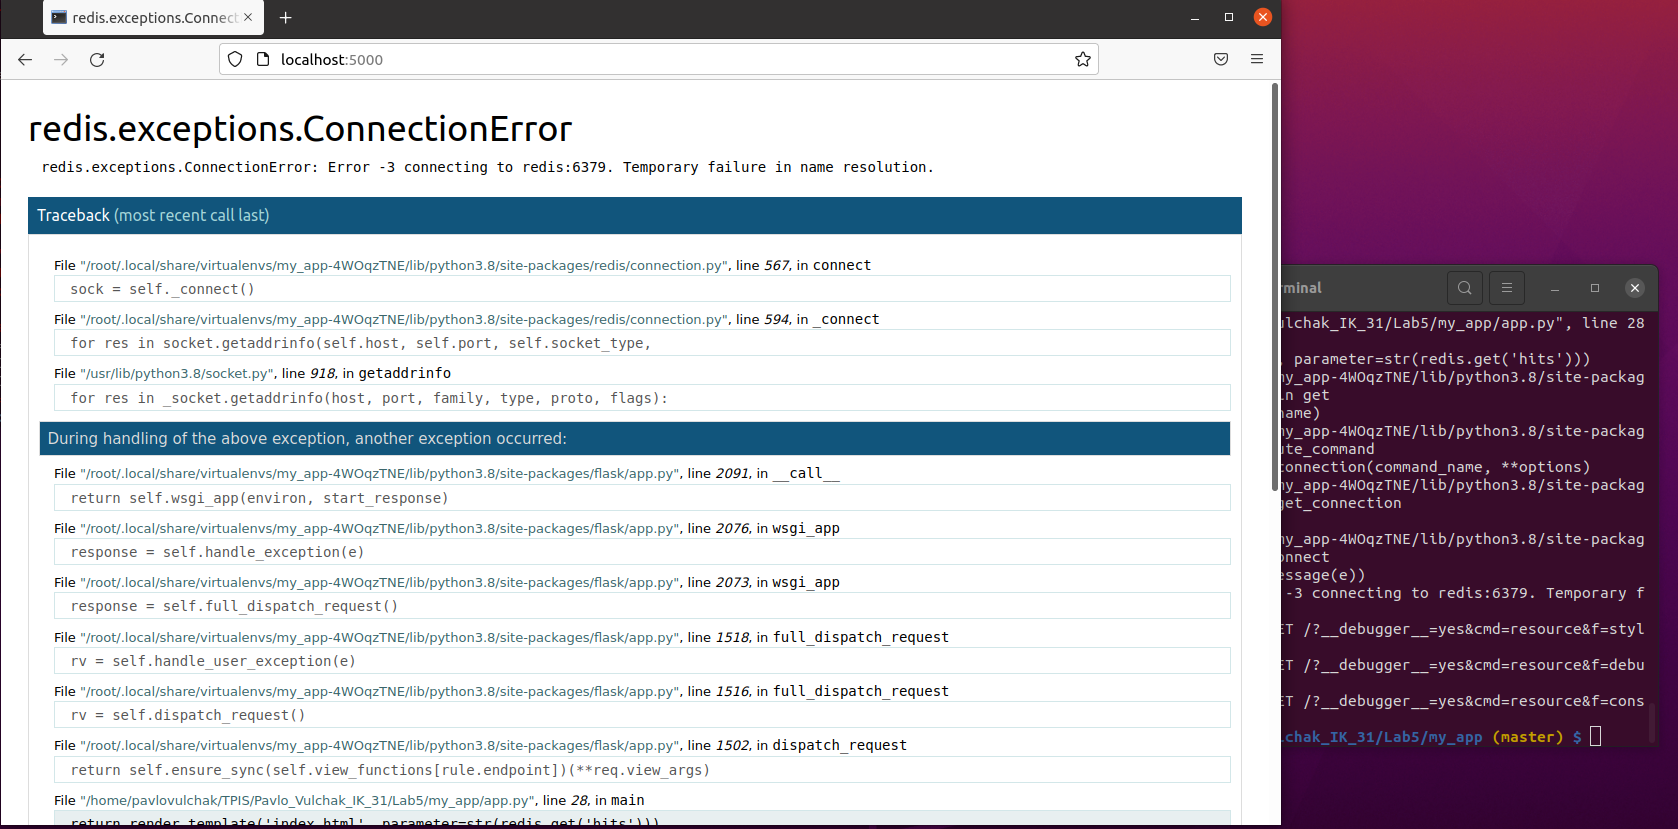 redis.exceptions.Connect
localhost:5000
redis.exceptions.ConnectionError
redis.exceptions.ConnectionError: Error -3 connecting to redis:6379. Temporary failure in name resolution.
Traceback (most recent call last)
File "/root/.local/share/virtualenvs/my_app-4WOqzTNE/lib/python3.8/site-packages/redis/connection.py", line 567, in connect
sock = self._connect()
File "/root/.local/share/virtualenvs/my_app-4WOqzTNE/lib/python3.8/site-packages/redis/connection.py", line 594, in _connect
for res in socket.getaddrinfo(self.host, self.port, self.socket_type,
File "/usr/lib/python3.8/socket.py", line 918, in getaddrinfo
for res in _socket.getaddrinfo(host, port, family, type, proto, flags):
During handling of the above exception, another exception occurred:
File "/root/.local/share/virtualenvs/my_app-4WOqzTNE/lib/python3.8/site-packages/flask/app.py", line 2091, in __call__
return self.wsgi_app(environ, start_response)
File "/root/.local/share/virtualenvs/my_app-4WOqzTNE/lib/python3.8/site-packages/flask/app.py", line 2076, in wsgi_app
response = self.handle_exception(e)
File "/root/.local/share/virtualenvs/my_app-4WOqzTNE/lib/python3.8/site-packages/flask/app.py", line 2073, in wsgi_app
response = self.full_dispatch_request()
File "/root/.local/share/virtualenvs/my_app-4WOqzTNE/lib/python3.8/site-packages/flask/app.py", line 1518, in full_dispatch_request
rv = self.handle_user_exception(e)
File "/root/.local/share/virtualenvs/my_app-4WOqzTNE/lib/python3.8/site-packages/flask/app.py", line 1516, in full_dispatch_request
rv = self.dispatch_request()
File "/root/.local/share/virtualenvs/my_app-4WOqzTNE/lib/python3.8/site-packages/flask/app.py", line 1502, in dispatch_request
return self.ensure_sync(self.view_functions[rule.endpoint])(**req.view_args)
File "/home/pavlovulchak/TPIS/Pavlo_Vulchak_IK_31/Lab5/my_app/app.py", line 28, in main
return render_template('index.html', parameter=str(redis.get('hits')))
rminal
ulchak_IK_31/Lab5/my_app/app.py", line 28
, parameter=str(redis.get('hits')))
my_app-4WOqzTNE/lib/python3.8/site-packag
in get
name)
my_app-4WOqzTNE/lib/python3.8/site-packag
ute_command
connection(command_name, **options)
my_app-4WOqzTNE/lib/python3.8/site-packag
get_connection
my_app-4WOqzTNE/lib/python3.8/site-packag
onnect
essage(e))
-3 connecting to redis:6379. Temporary f
ET /?__debugger__=yes&cmd=resource&f=styl
ET /?__debugger__=yes&cmd=resource&f=debu
ET /?__debugger__=yes&cmd=resource&f=cons
lchak_IK_31/Lab5/my_app (master) $